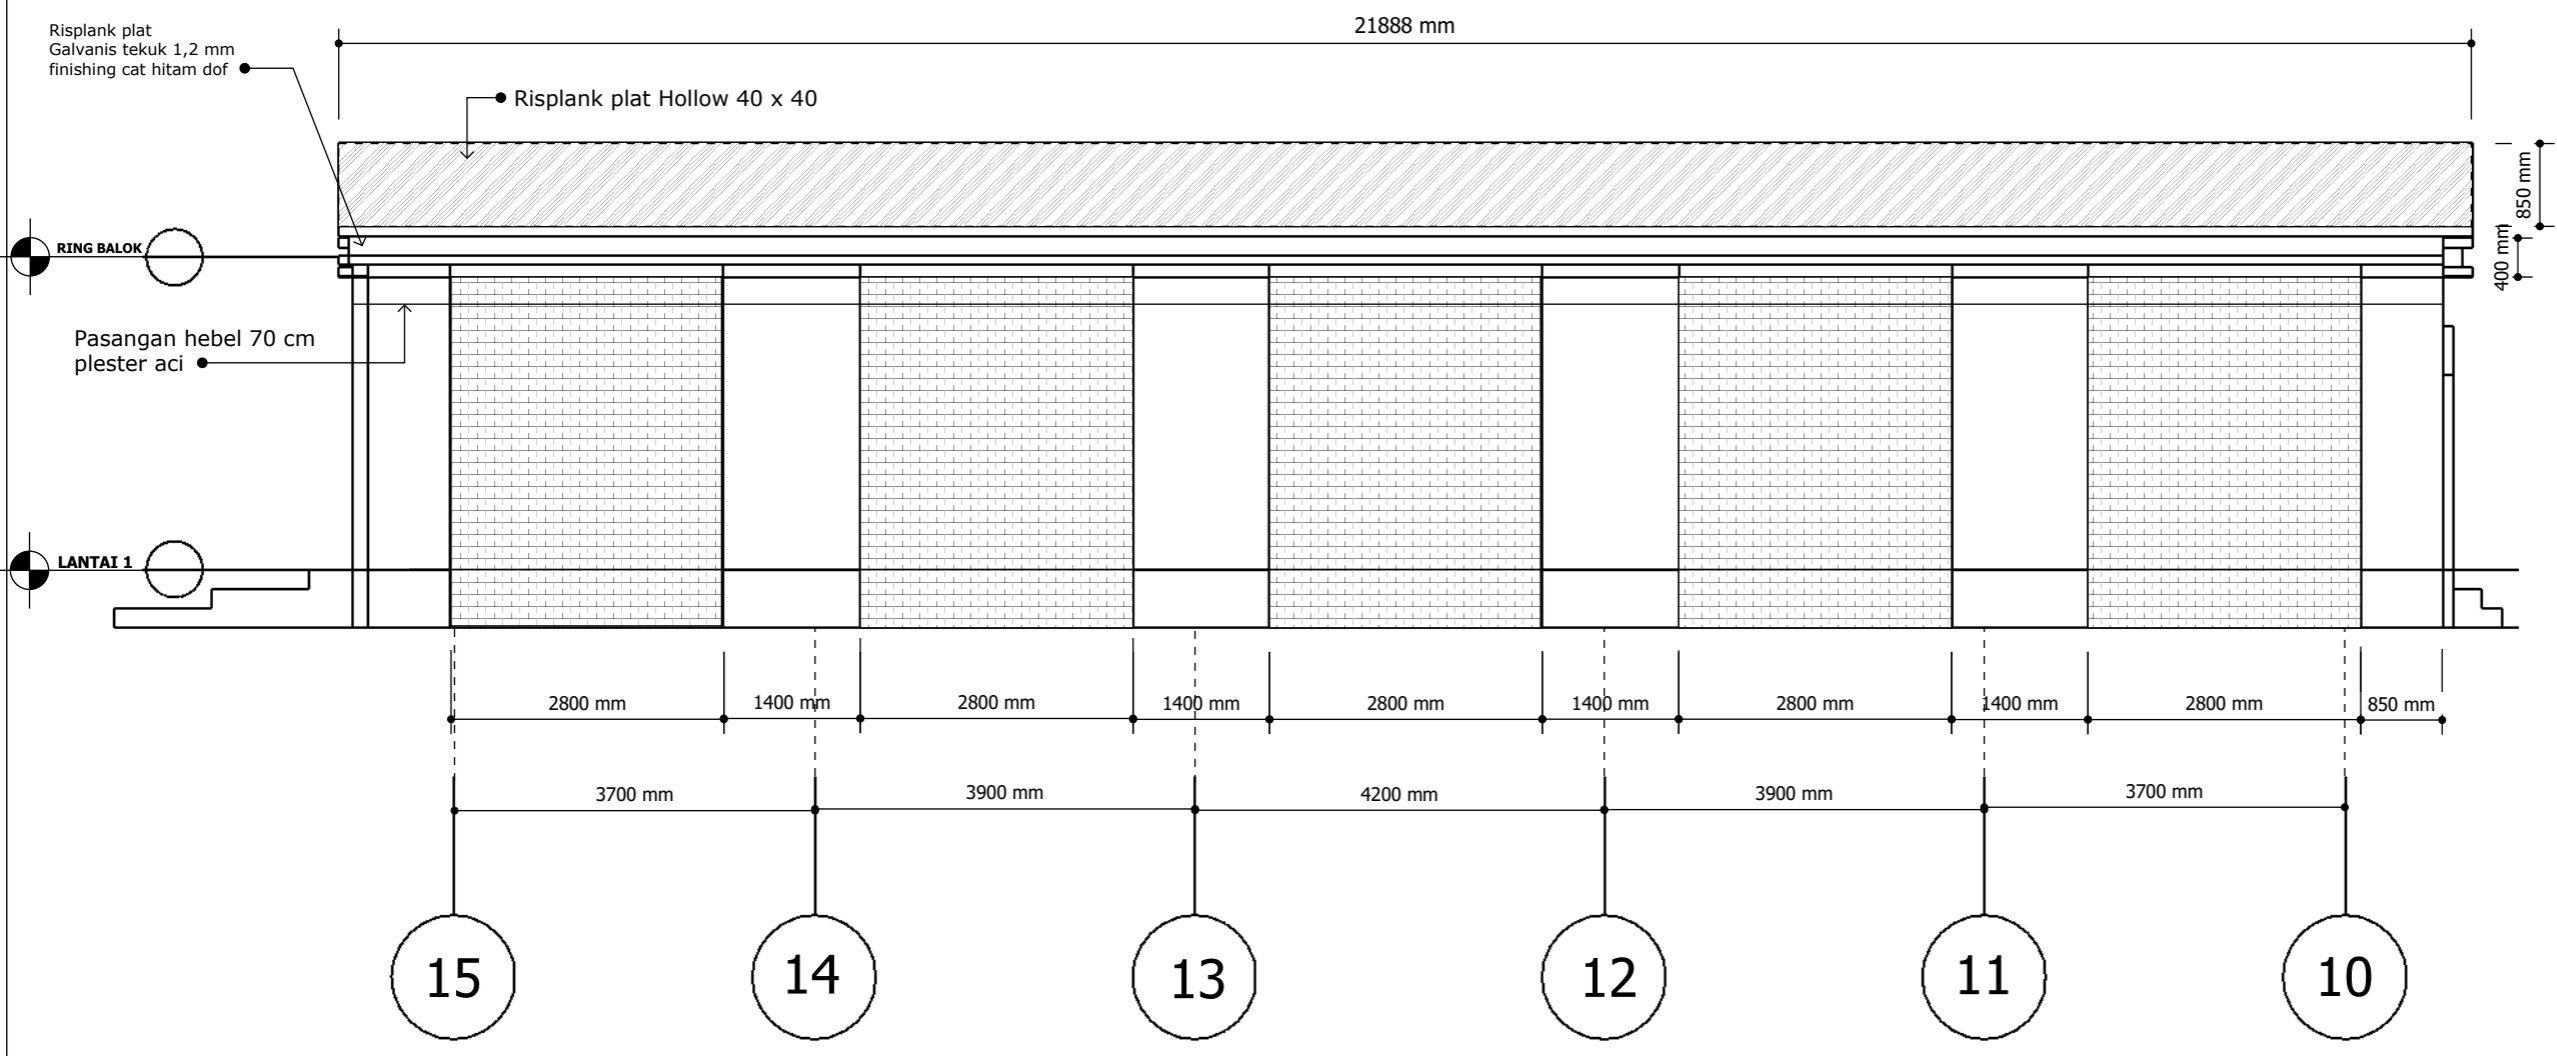 Risplank plat
Galvanis tekuk 1,2 mm
finishing cat hitam dof
21888 mm
Risplank plat Hollow 40 x 40
850 mm
400 mm
RING BALOK
Pasangan hebel 70 cm
plester aci
LANTAI 1
2800 mm
1400 mm
2800 mm
1400 mm
2800 mm
1400 mm
2800 mm
1400 mm
2800 mm
850 mm
3700 mm
3900 mm
4200 mm
3900 mm
3700 mm
15
14
13
12
11
10